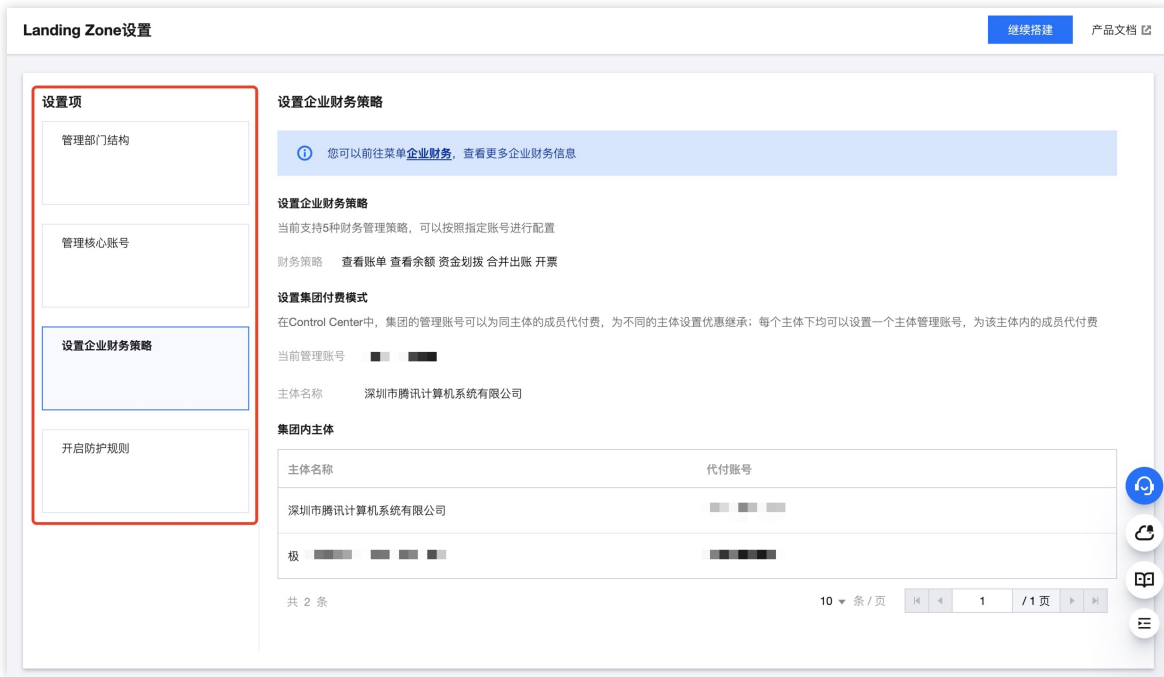 Landing Zone设置
继续搭建
产品文档
设置项
管理部门结构
管理核心账号
设置企业财务策略
开启防护规则
设置企业财务策略
您可以前往菜单企业财务，查看更多企业财务信息
设置企业财务策略
当前支持5种财务管理策略，可以按照指定账号进行配置
财务策略 查看账单 查看余额 资金划拨 合并出账 开票
设置集团付费模式
在Control Center中，集团的管理账号可以为同主体的成员代付费，为不同的主体设置优惠继承；每个主体下均可以设置一个主体管理账号，为该主体内的成员代付费
当前管理账号
主体名称 深圳市腾讯计算机系统有限公司
集团内主体
主体名称 代付账号
深圳市腾讯计算机系统有限公司
极
共 2 条
10 条 / 页 1 / 1 页